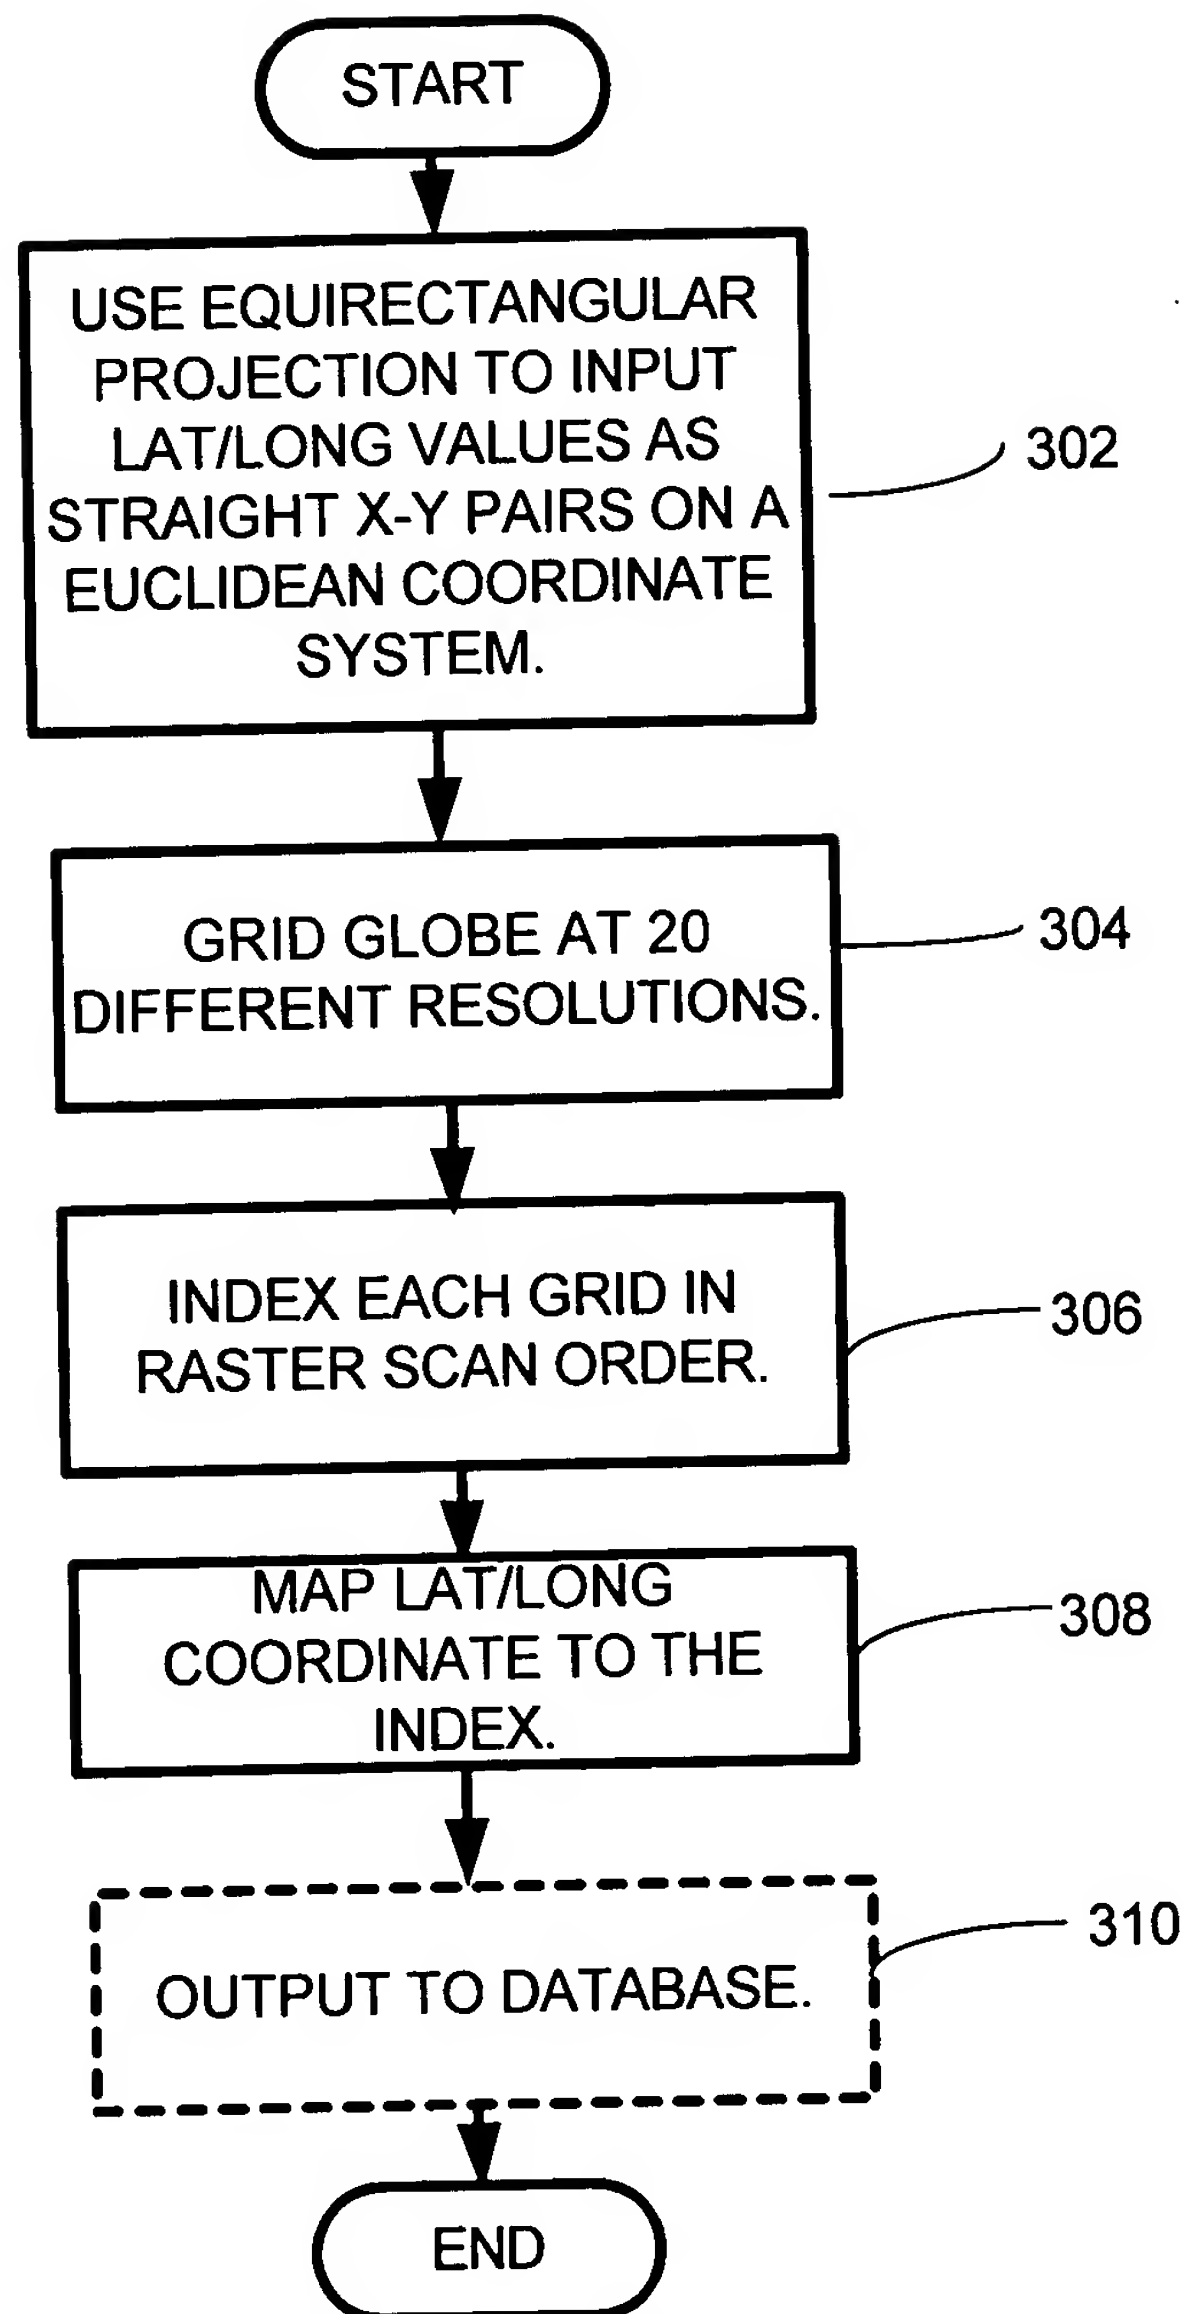 START
USE EQUIRECTANGULAR
PROJECTION TO INPUT
LAT/LONG VALUES AS
STRAIGHT X-Y PAIRS ON A
EUCLIDEAN COORDINATE
SYSTEM.
302
GRID GLOBE AT 20
DIFFERENT RESOLUTIONS.
304
INDEX EACH GRID IN
RASTER SCAN ORDER.
306
MAP LAT/LONG
COORDINATE TO THE
INDEX.
308
OUTPUT TO DATABASE.
310
END